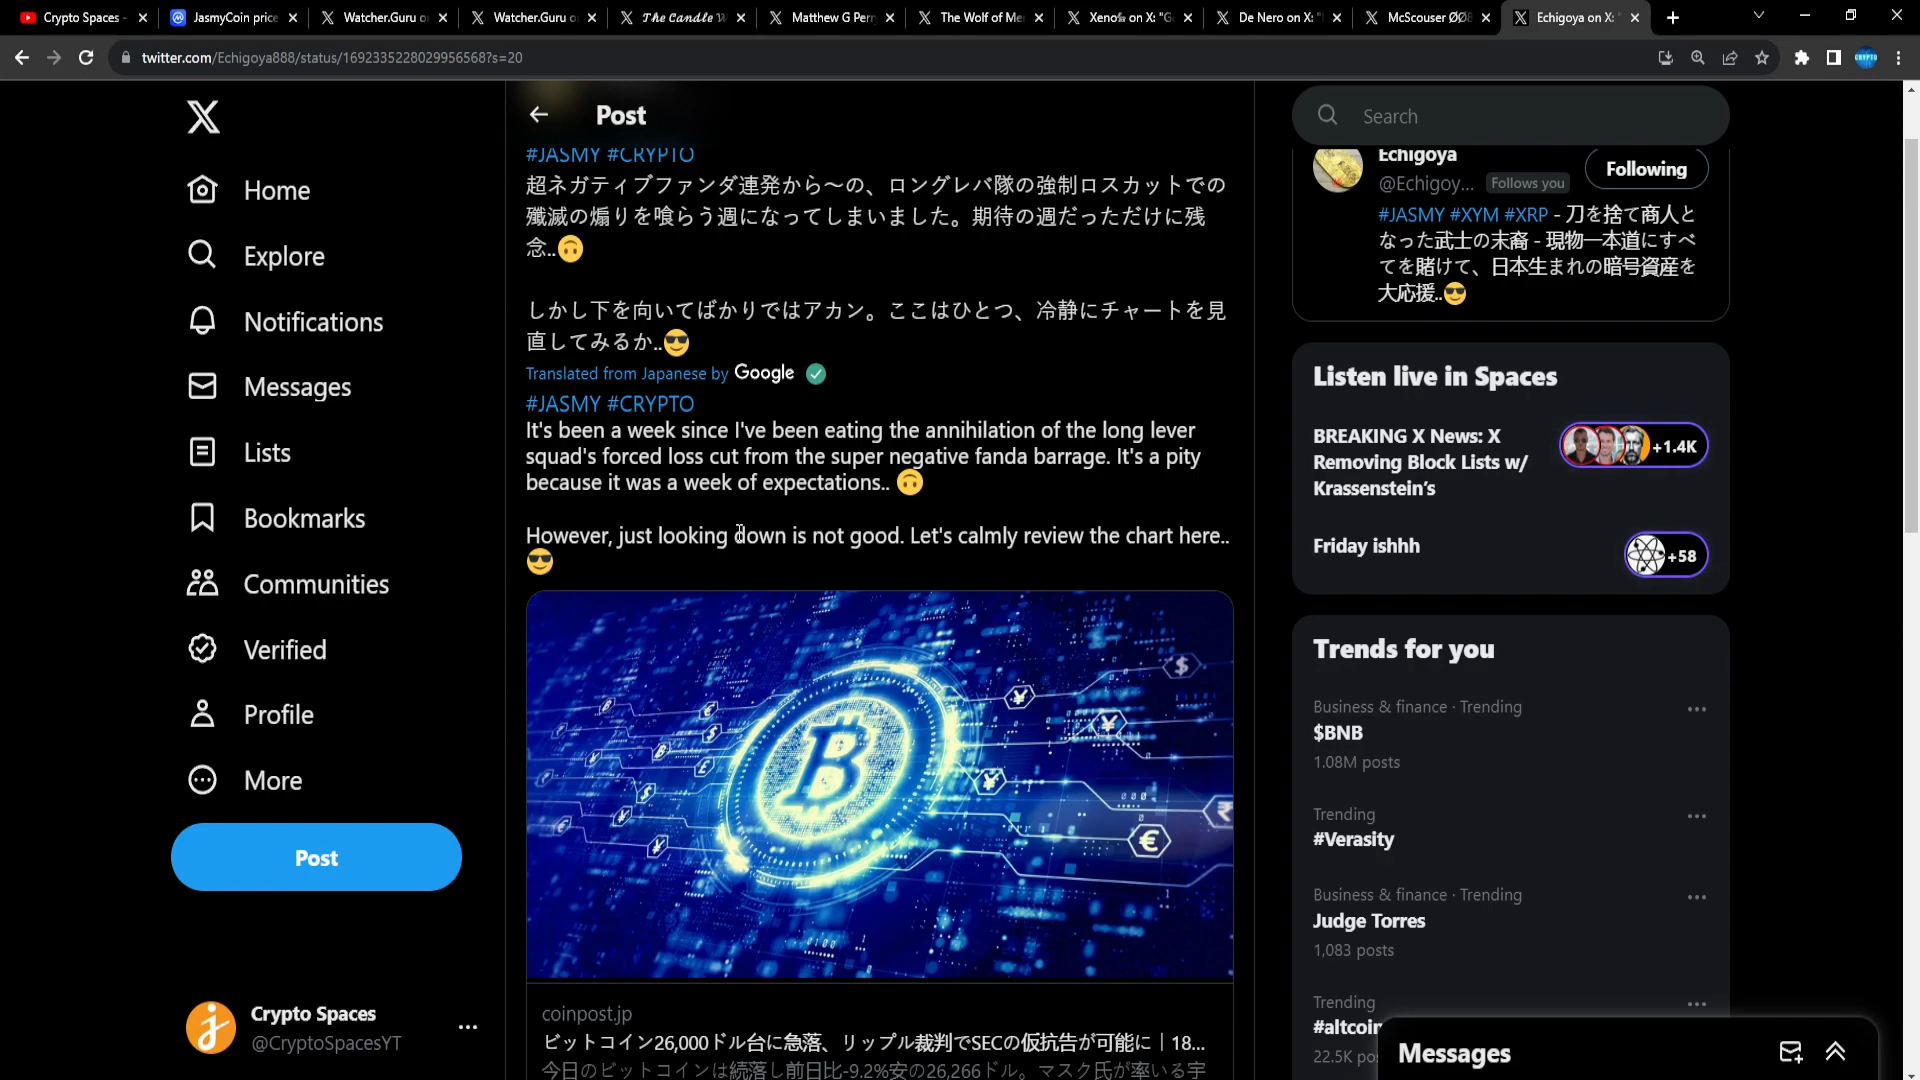 Crypto Spaces -
JasmyCoin price
Watcher.Guru o
Watcher.Guru o
𝓣𝓱𝓮 𝓒𝓪𝓷𝓭𝓵𝓮 𝓦
Matthew G Perr
The Wolf of Me
Xeno‰ on X: "G
De Nero on X: "
McScouser ØØ
Echigoya on X: "
twitter.com/Echigoya888/status/1692335228029956568?s=20
Home
Explore
Notifications
Messages
Lists
Bookmarks
Communities
Verified
Profile
More
Post
Crypto Spaces
@CryptoSpacesYT
Post
#JASMY #CRYPTO
超ネガティブファンダ連発から〜の、ロングレバ隊の強制ロスカットでの
殲滅の煽りを喰らう週になってしまいました。期待の週だっただけに残
念..🙃
しかし下を向いてばかりではアカン。ここはひとつ、冷静にチャートを見
直してみるか..😎
Translated from Japanese by Google
#JASMY #CRYPTO
It's been a week since I've been eating the annihilation of the long lever
squad's forced loss cut from the super negative fanda barrage. It's a pity
because it was a week of expectations.. 🙃
However, just looking down is not good. Let's calmly review the chart here..
😎
coinpost.jp
ビットコイン26,000ドル台に急落、リップル裁判でSECの仮抗告が可能に｜18...
今日のビットコインは続落し前日比-9.2%安の26,266ドル。マスク氏が率いる宇
Search
Echigoya
@Echigoy...
Follows you
Following
#JASMY #XYM #XRP - 刀を捨て商人と
なった武士の末裔 - 現物一本道にすべ
てを賭けて、日本生まれの暗号資産を
大応援..😎
Listen live in Spaces
BREAKING X News: X
Removing Block Lists w/
Krassenstein's
+1.4K
Friday ishhh
+58
Trends for you
Business & finance · Trending
$BNB
1.08M posts
Trending
#Verasity
Business & finance · Trending
Judge Torres
1,083 posts
Trending
#altcoin
22.5K pos
Messages